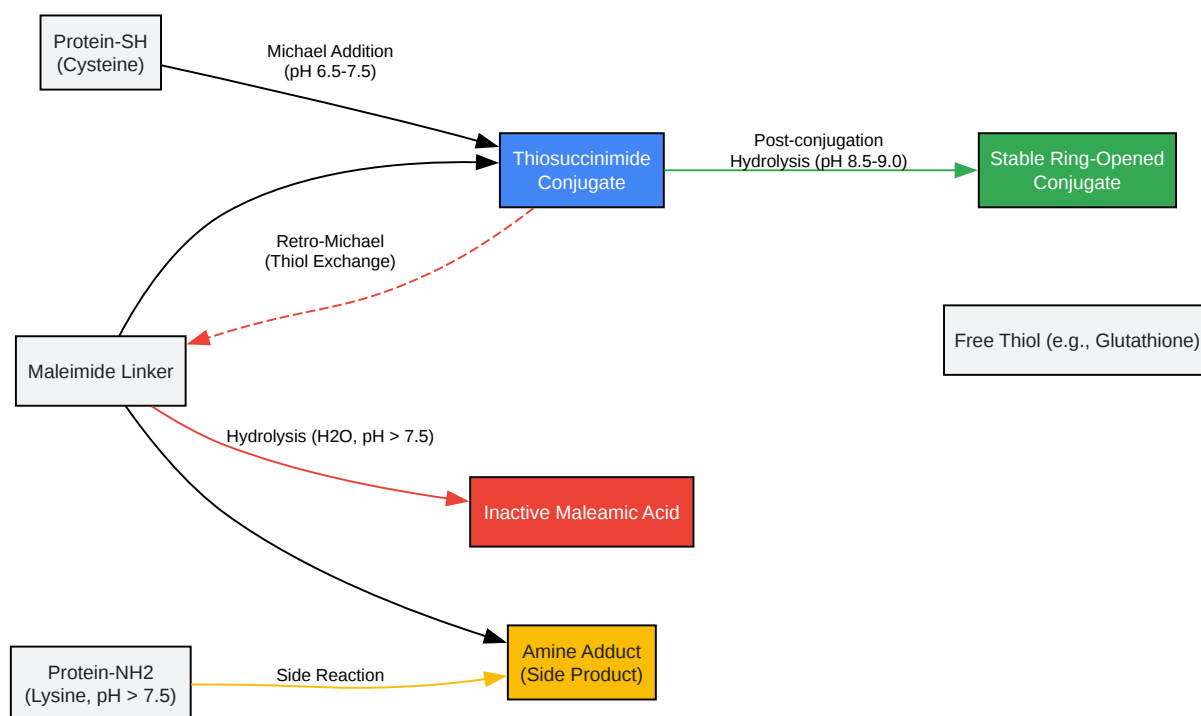 Protein-SH
(Cysteine)
Michael Addition
(pH 6.5-7.5)
Thiosuccinimide
Conjugate
Post-conjugation
Hydrolysis (pH 8.5-9.0)
Stable Ring-Opened
Conjugate
Retro-Michael
(Thiol Exchange)
Free Thiol (e.g., Glutathione)
Maleimide Linker
Hydrolysis (H2O, pH > 7.5)
Inactive Maleamic Acid
Protein-NH2
(Lysine, pH > 7.5)
Side Reaction
Amine Adduct
(Side Product)